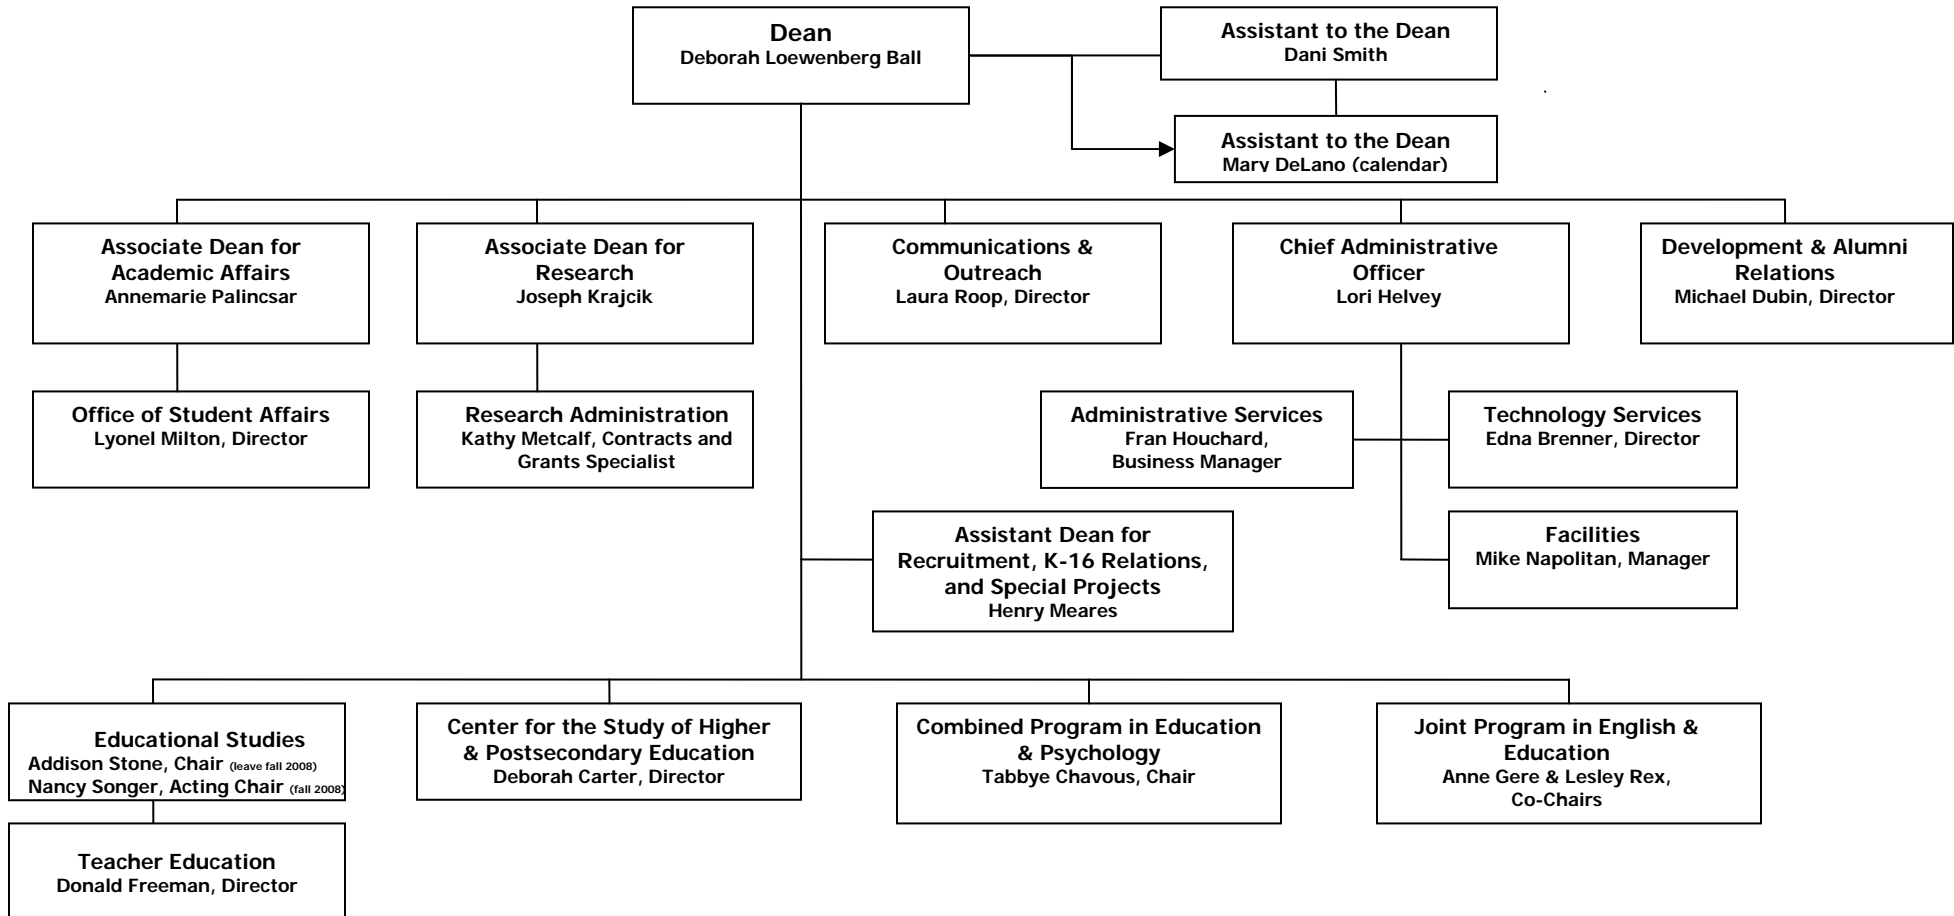 Dean
Deborah Loewenberg Ball
Assistant to the Dean
Dani Smith
Assistant to the Dean
Mary DeLano (calendar)
Associate Dean for
Academic Affairs
Annemarie Palincsar
Associate Dean for
Research
Joseph Krajcik
Communications &
Outreach
Laura Roop, Director
Chief Administrative
Officer
Lori Helvey
Development & Alumni
Relations
Michael Dubin, Director
Office of Student Affairs
Lyonel Milton, Director
Research Administration
Kathy Metcalf, Contracts and
Grants Specialist
Administrative Services
Fran Houchard,
Business Manager
Technology Services
Edna Brenner, Director
Assistant Dean for
Recruitment, K-16 Relations,
and Special Projects
Henry Meares
Facilities
Mike Napolitan, Manager
Educational Studies
Addison Stone, Chair (leave fall 2008)
Nancy Songer, Acting Chair (fall 2008)
Center for the Study of Higher
& Postsecondary Education
Deborah Carter, Director
Combined Program in Education
& Psychology
Tabbye Chavous, Chair
Joint Program in English &
Education
Anne Gere & Lesley Rex,
Co-Chairs
Teacher Education
Donald Freeman, Director